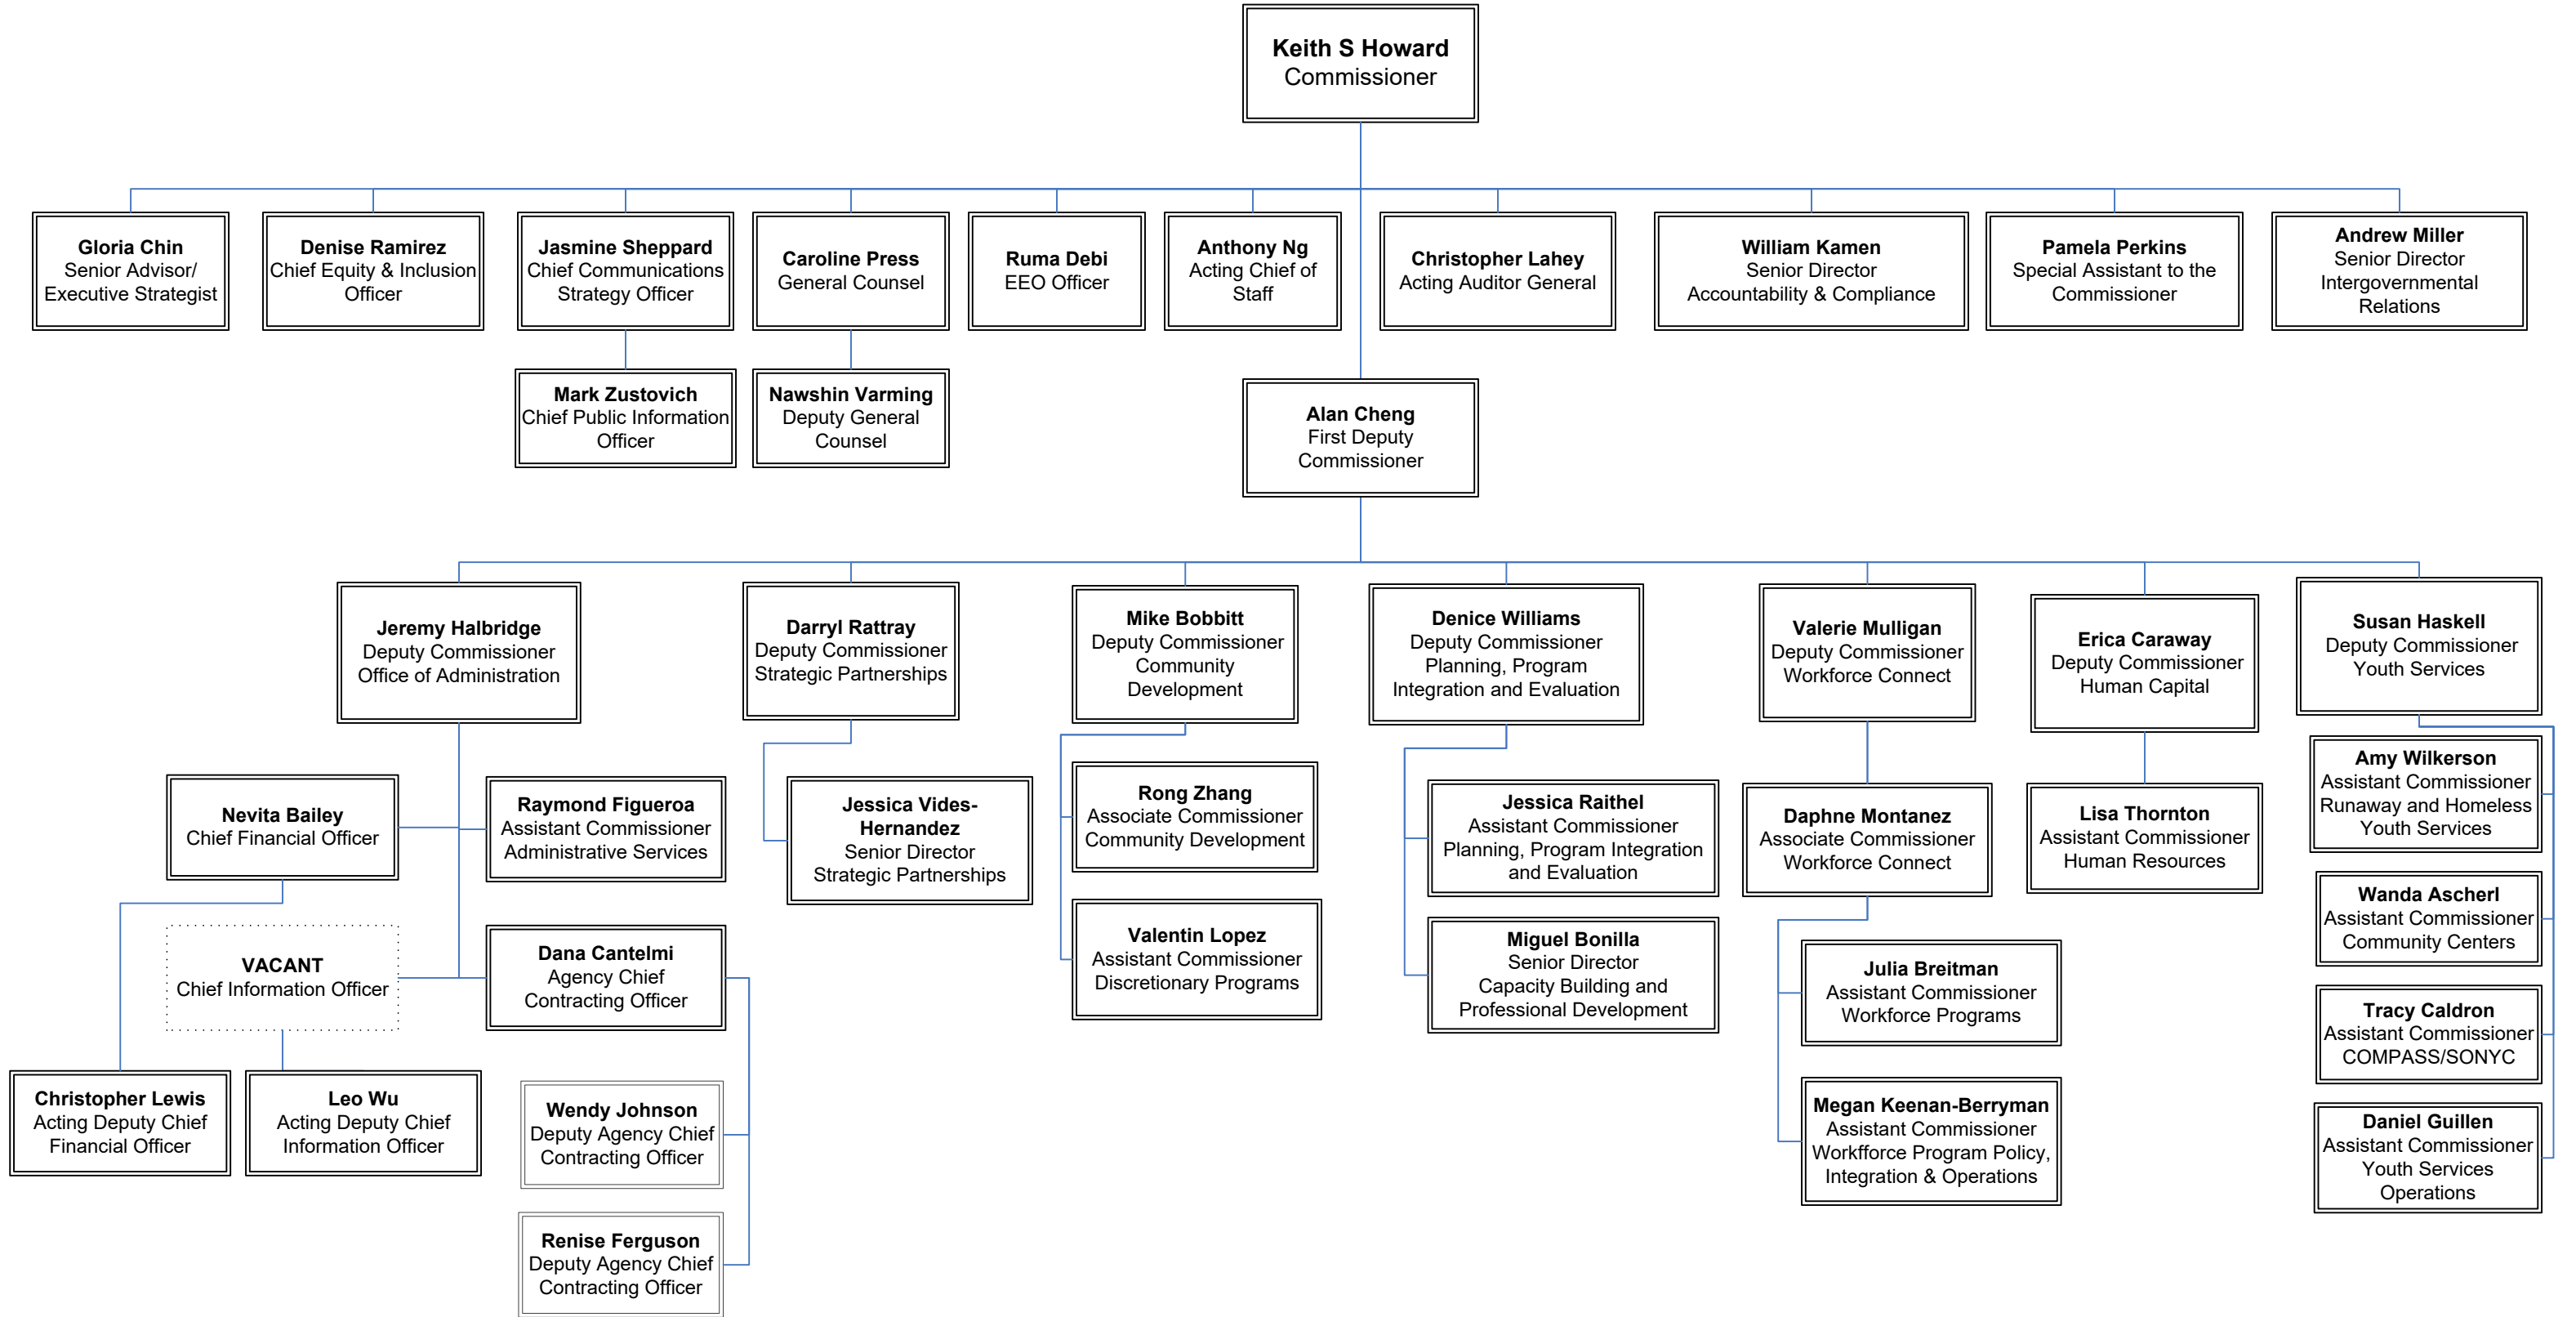 Keith S Howard
Commissioner
Gloria Chin
Senior Advisor/
Executive Strategist
Denise Ramirez
Chief Equity & Inclusion
Officer
Jasmine Sheppard
Chief Communications
Strategy Officer
Caroline Press
General Counsel
Ruma Debi
EEO Officer
Anthony Ng
Acting Chief of
Staff
Christopher Lahey
Acting Auditor General
William Kamen
Senior Director
Accountability & Compliance
Pamela Perkins
Special Assistant to the
Commissioner
Andrew Miller
Senior Director
Intergovernmental
Relations
Mark Zustovich
Chief Public Information
Officer
Nawshin Varming
Deputy General
Counsel
Alan Cheng
First Deputy
Commissioner
Jeremy Halbridge
Deputy Commissioner
Office of Administration
Darryl Rattray
Deputy Commissioner
Strategic Partnerships
Mike Bobbitt
Deputy Commissioner
Community
Development
Denice Williams
Deputy Commissioner
Planning, Program
Integration and Evaluation
Valerie Mulligan
Deputy Commissioner
Workforce Connect
Erica Caraway
Deputy Commissioner
Human Capital
Susan Haskell
Deputy Commissioner
Youth Services
Nevita Bailey
Chief Financial Officer
Raymond Figueroa
Assistant Commissioner
Administrative Services
Jessica Vides-
Hernandez
Senior Director
Strategic Partnerships
Rong Zhang
Associate Commissioner
Community Development
Jessica Raithel
Assistant Commissioner
Planning, Program Integration
and Evaluation
Daphne Montanez
Associate Commissioner
Workforce Connect
Lisa Thornton
Assistant Commissioner
Human Resources
Amy Wilkerson
Assistant Commissioner
Runaway and Homeless
Youth Services
VACANT
Chief Information Officer
Dana Cantelmi
Agency Chief
Contracting Officer
Valentin Lopez
Assistant Commissioner
Discretionary Programs
Miguel Bonilla
Senior Director
Capacity Building and
Professional Development
Julia Breitman
Assistant Commissioner
Workforce Programs
Wanda Ascherl
Assistant Commissioner
Community Centers
Tracy Caldron
Assistant Commissioner
COMPASS/SONYC
Christopher Lewis
Acting Deputy Chief
Financial Officer
Leo Wu
Acting Deputy Chief
Information Officer
Wendy Johnson
Deputy Agency Chief
Contracting Officer
Megan Keenan-Berryman
Assistant Commissioner
Workfforce Program Policy,
Integration & Operations
Daniel Guillen
Assistant Commissioner
Youth Services
Operations
Renise Ferguson
Deputy Agency Chief
Contracting Officer